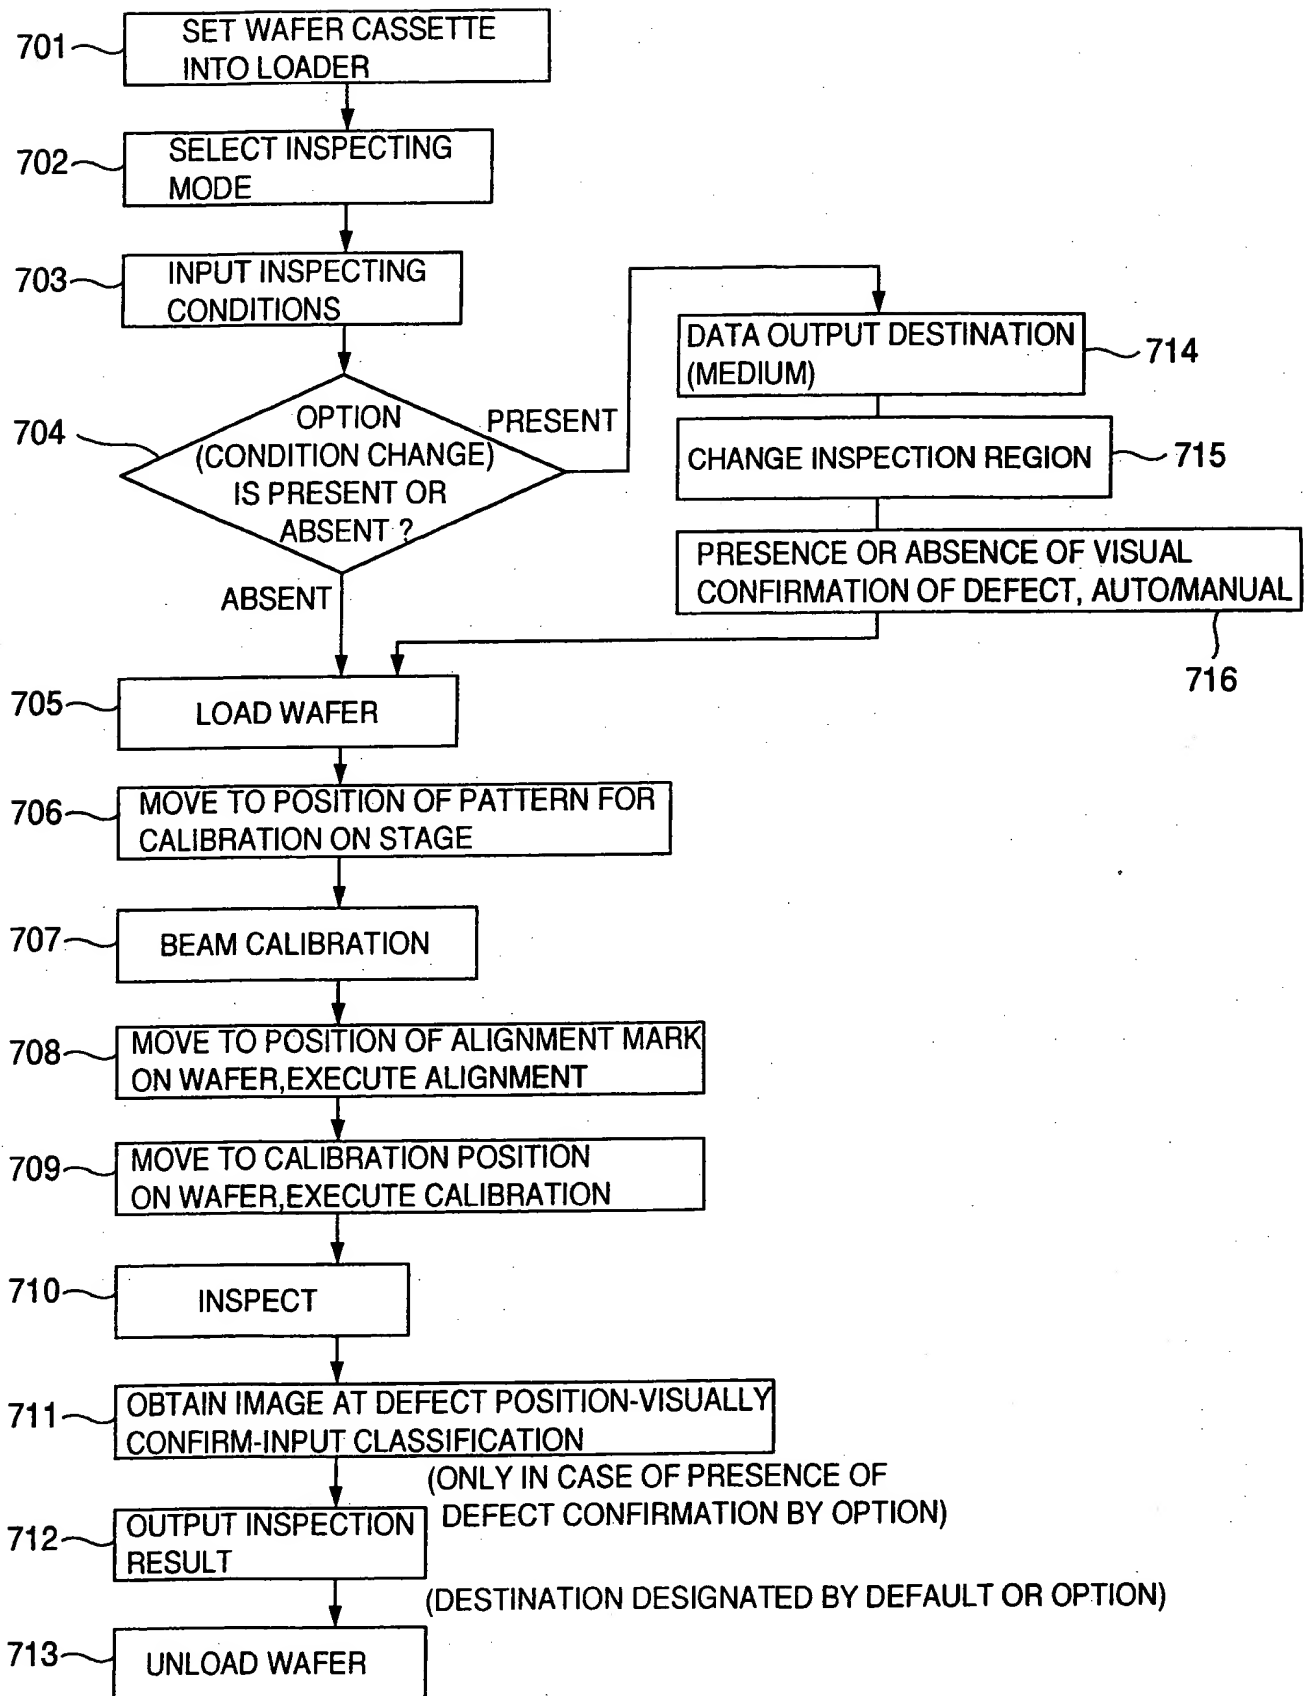 701
SET WAFER CASSETTE
INTO LOADER
702
SELECT INSPECTING
MODE
703
INPUT INSPECTING
CONDITIONS
704
OPTION
(CONDITION CHANGE)
IS PRESENT OR
ABSENT ?
PRESENT
ABSENT
DATA OUTPUT DESTINATION
(MEDIUM)
714
CHANGE INSPECTION REGION
715
PRESENCE OR ABSENCE OF VISUAL
CONFIRMATION OF DEFECT, AUTO/MANUAL
716
705
LOAD WAFER
706
MOVE TO POSITION OF PATTERN FOR
CALIBRATION ON STAGE
707
BEAM CALIBRATION
708
MOVE TO POSITION OF ALIGNMENT MARK
ON WAFER,EXECUTE ALIGNMENT
709
MOVE TO CALIBRATION POSITION
ON WAFER,EXECUTE CALIBRATION
710
INSPECT
711
OBTAIN IMAGE AT DEFECT POSITION-VISUALLY
CONFIRM-INPUT CLASSIFICATION
(ONLY IN CASE OF PRESENCE OF
DEFECT CONFIRMATION BY OPTION)
712
OUTPUT INSPECTION
RESULT
(DESTINATION DESIGNATED BY DEFAULT OR OPTION)
713
UNLOAD WAFER